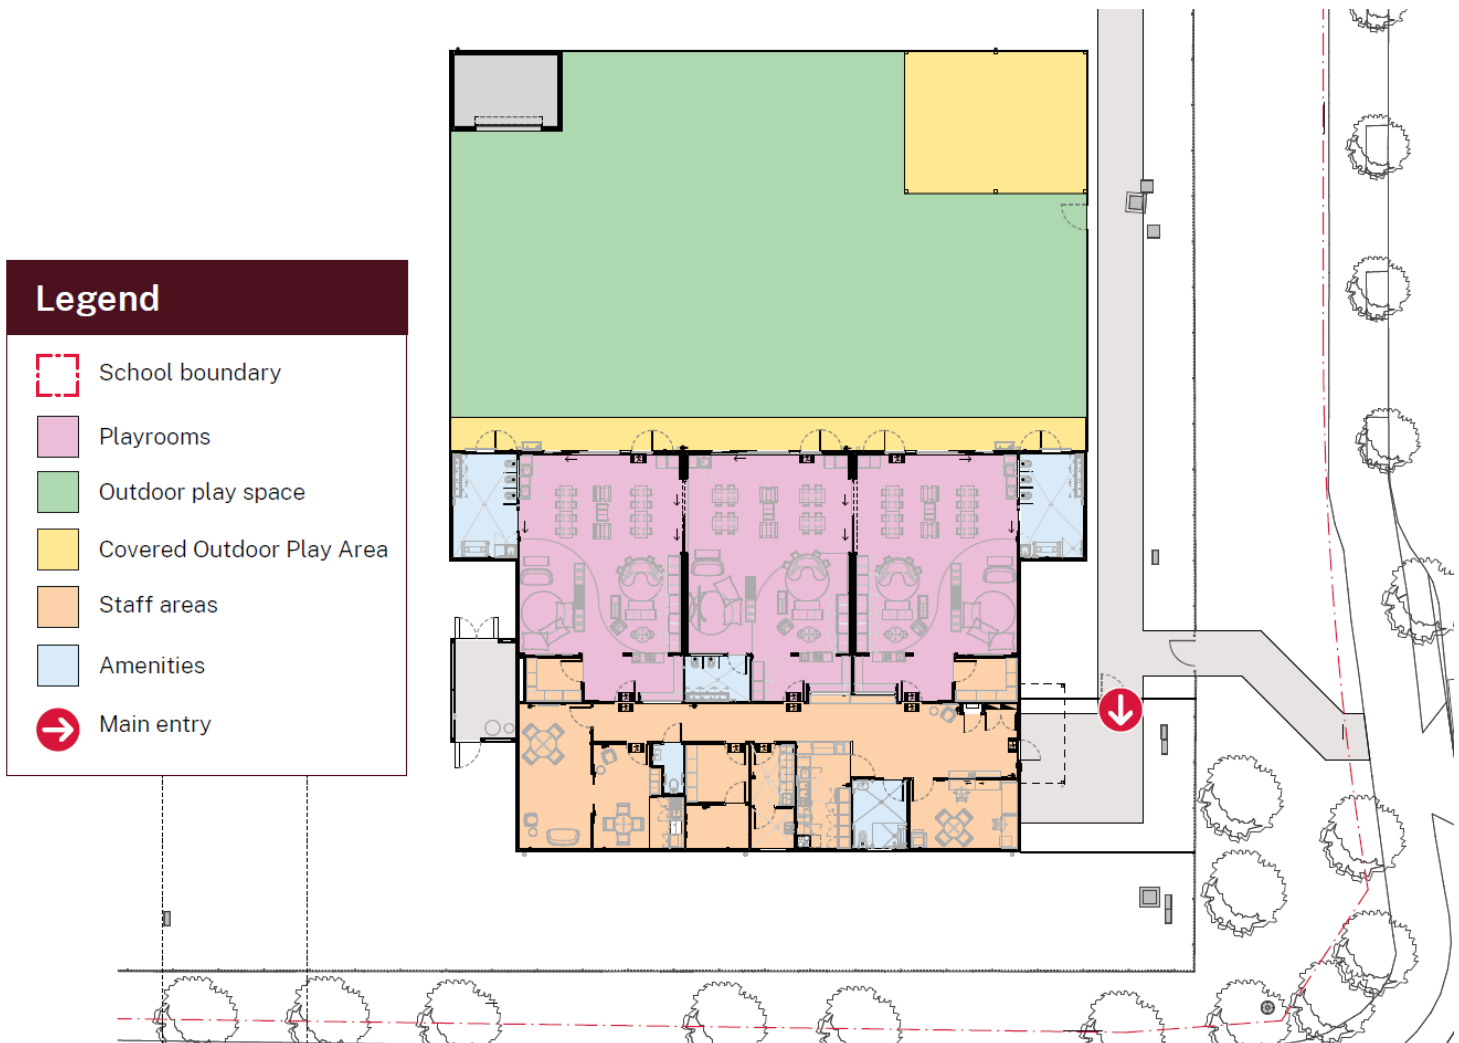 Legend
School boundary
Playrooms
Outdoor play space
Covered Outdoor Play Area
Staff areas
Amenities
Main entry